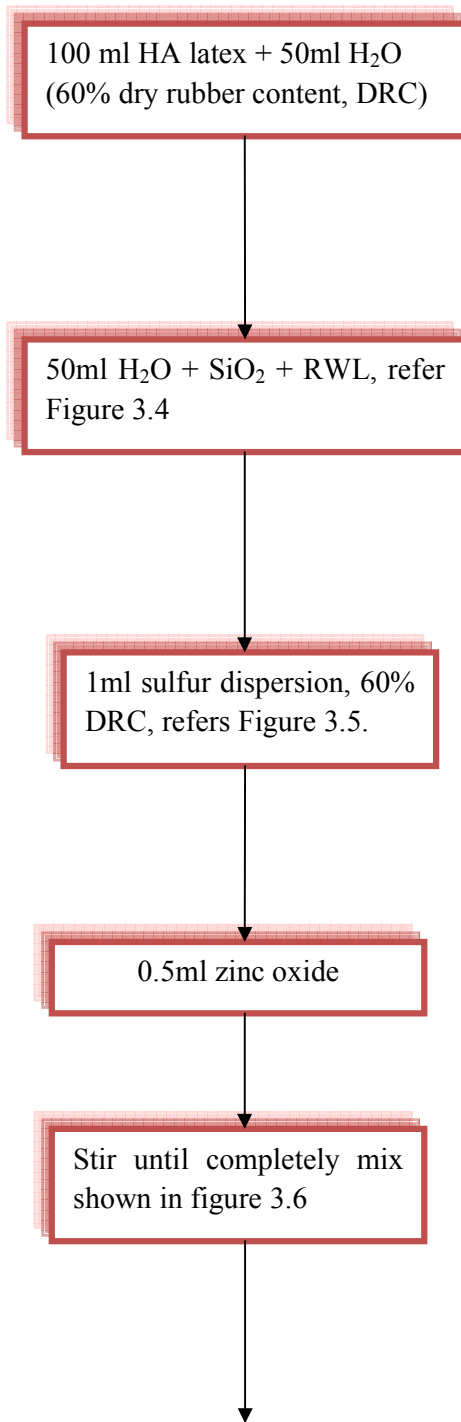 100 ml HA latex + 50ml H₂O
(60% dry rubber content, DRC)
50ml H₂O + SiO₂ + RWL, refer
Figure 3.4
1ml sulfur dispersion, 60%
DRC, refers Figure 3.5.
0.5ml zinc oxide
Stir until completely mix
shown in figure 3.6